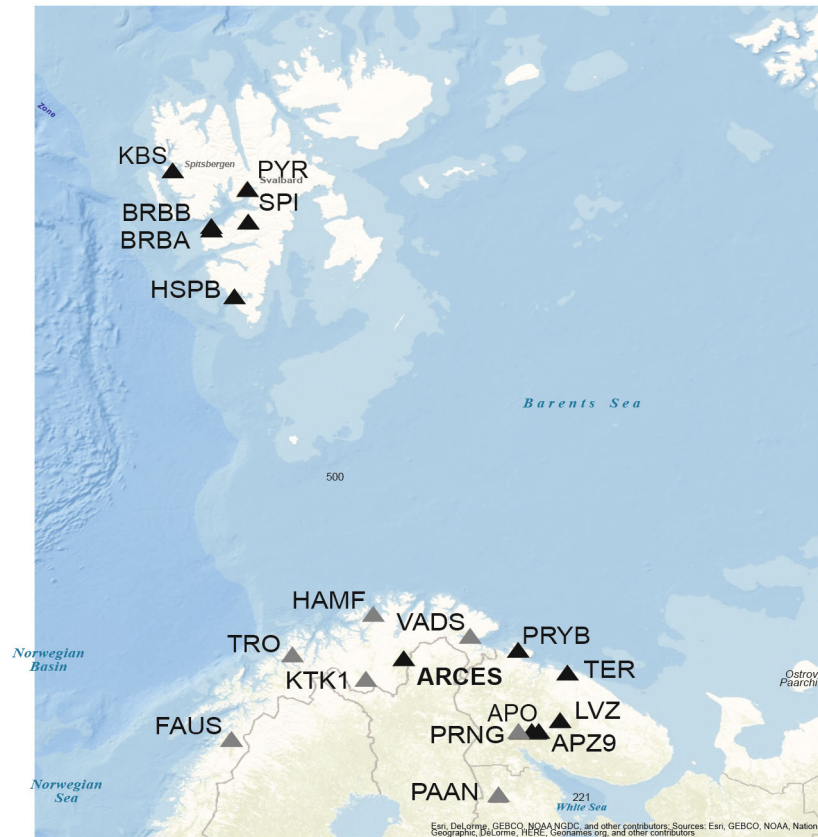 Zone
KBS
Spitsbergen
PYR
Svalbard
SPI
BRBB
BRBA
HSPB
Barents Sea
500
HAMF
VADS
PRYB
TRO
Norwegian
Basin
KTK1
ARCES
TER
Ostrov
Paarchin
FAUS
APO
LVZ
PRNG
APZ9
Norwegian
Sea
PAAN
221
White Sea
Esri, DeLorme, GEBCO, NOAA NGDC, and other contributors; Sources: Esri, GEBCO, NOAA, Nation
Geographic, DeLorme, HERE, Geonames.org, and other contributors